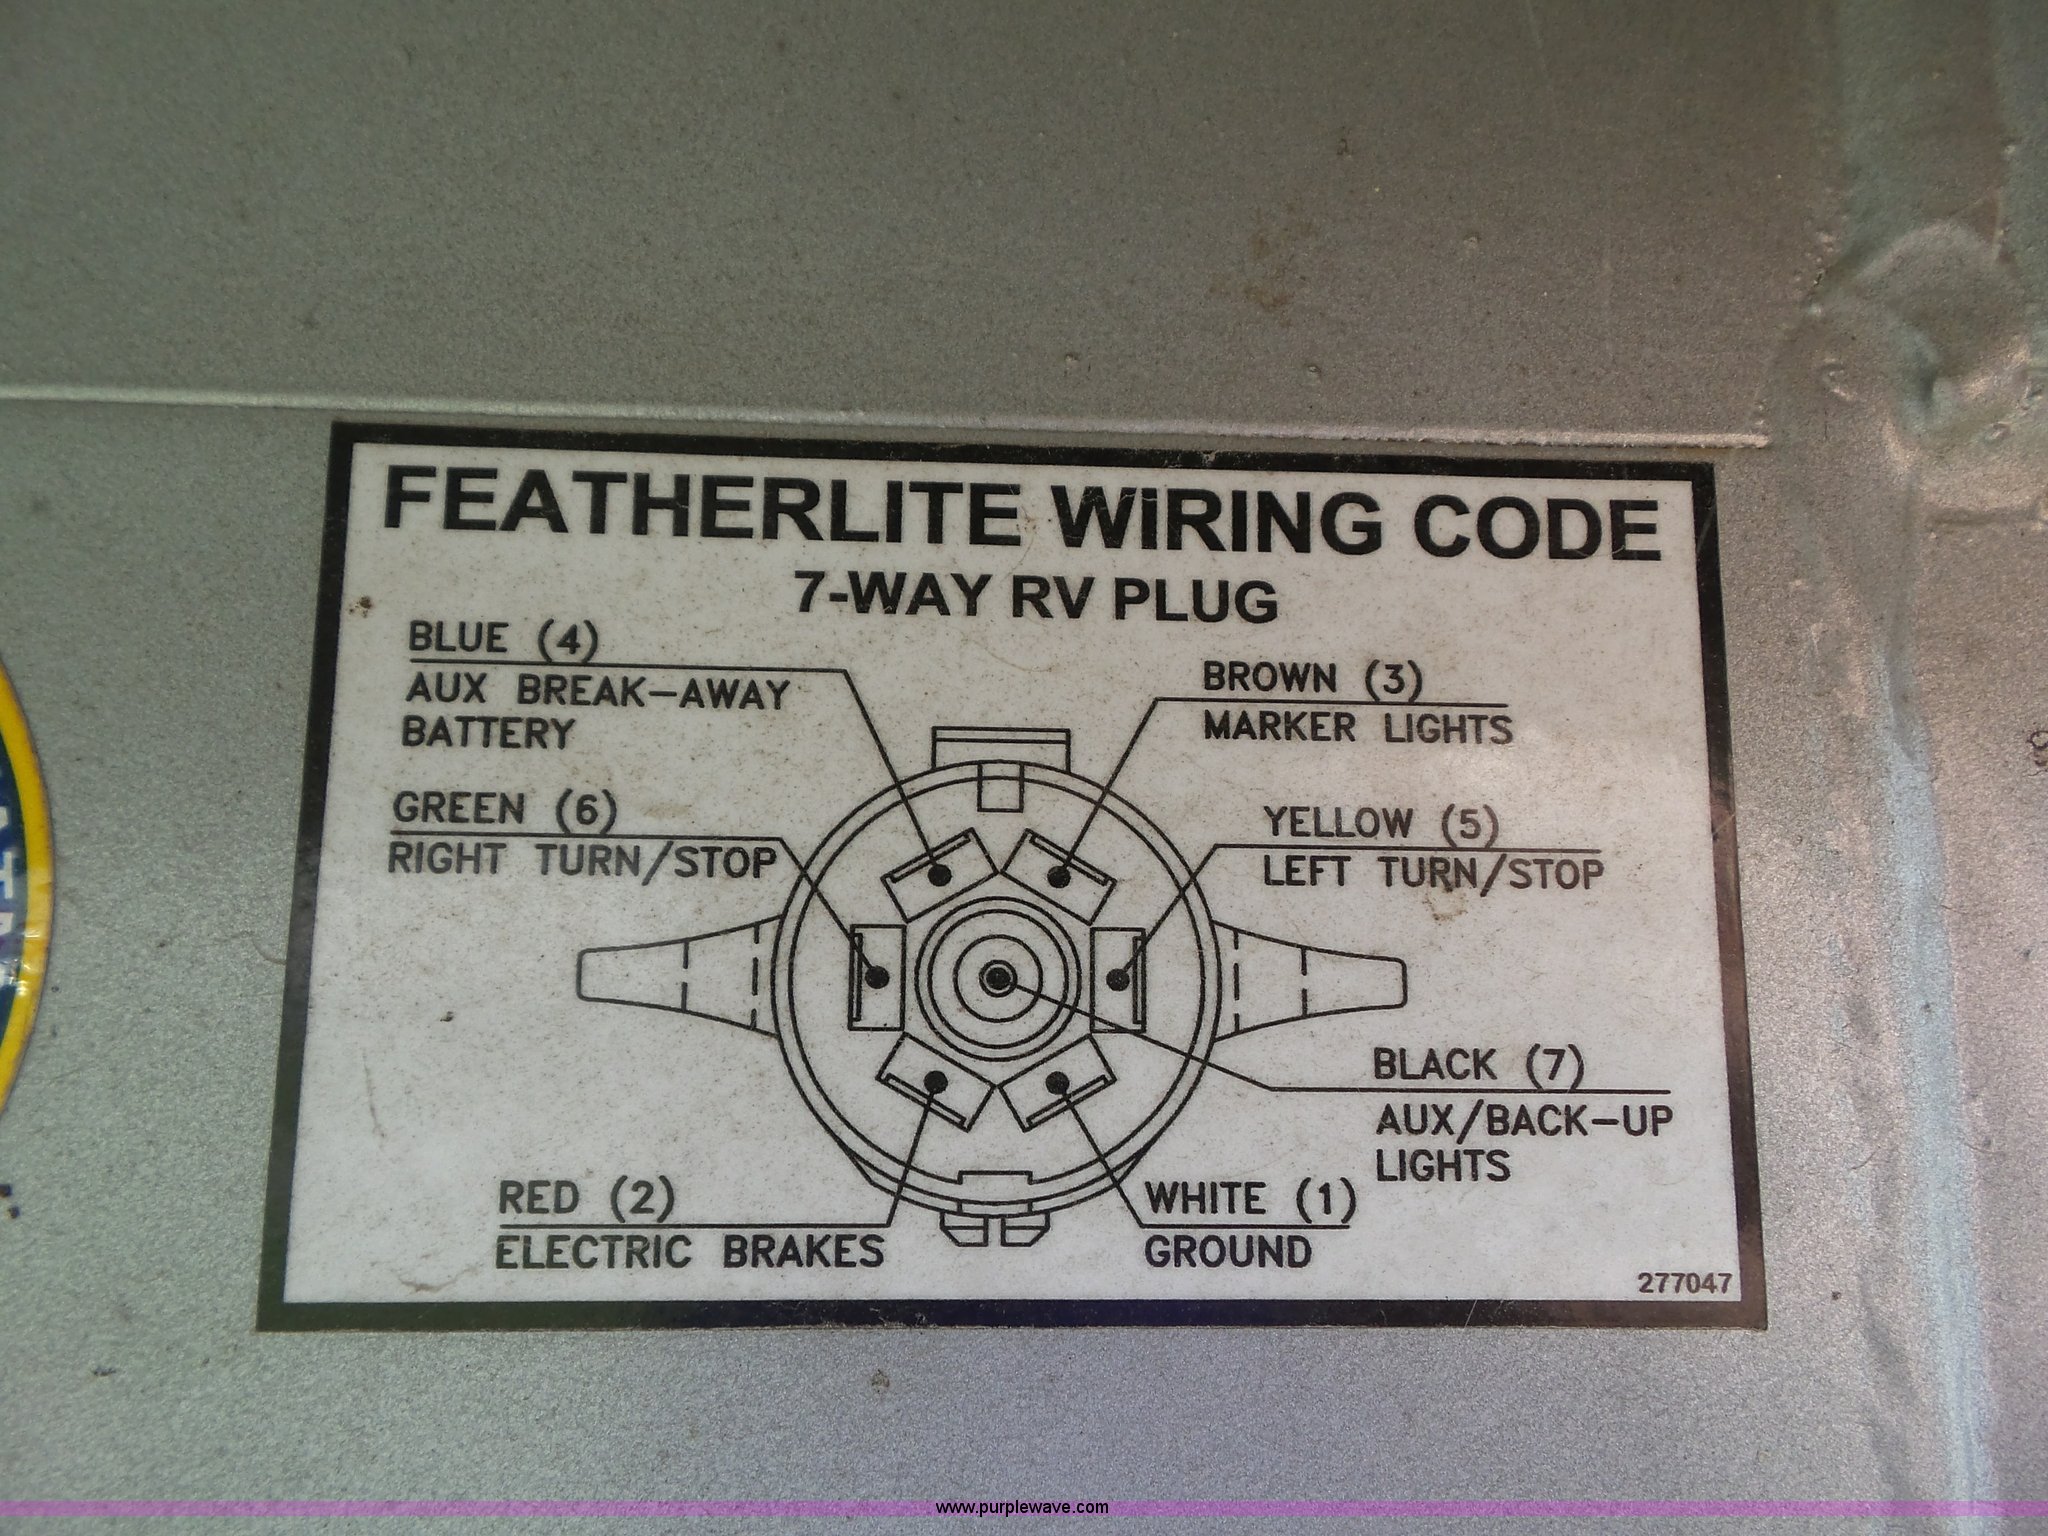 FEATHERLITE WiRING CODE
7-WAY RV PLUG
BLUE (4)
AUX BREAK-AWAY
BATTERY
BROWN (3)
MARKER LIGHTS
GREEN (6)
RIGHT TURN/STOP
YELLOW (5)
LEFT TURN/STOP
BLACK (7)
AUX/BACK-UP
LIGHTS
RED (2)
ELECTRIC BRAKES
WHITE (1)
GROUND
277047
www.purplewave.com